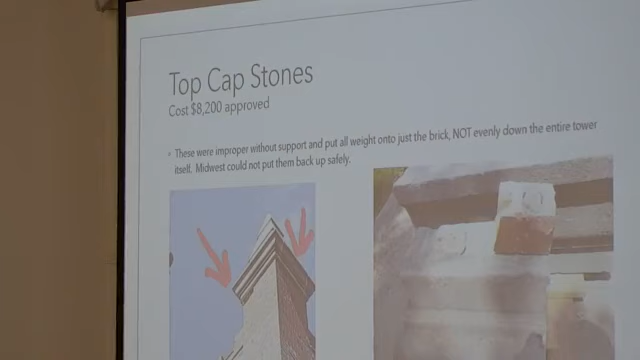 Top Cap Stones
Cost $8,200 approved
These were improper without support and put all weight onto just the brick, NOT evenly down the entire tower
itself. Midwest could not put them back up safely.